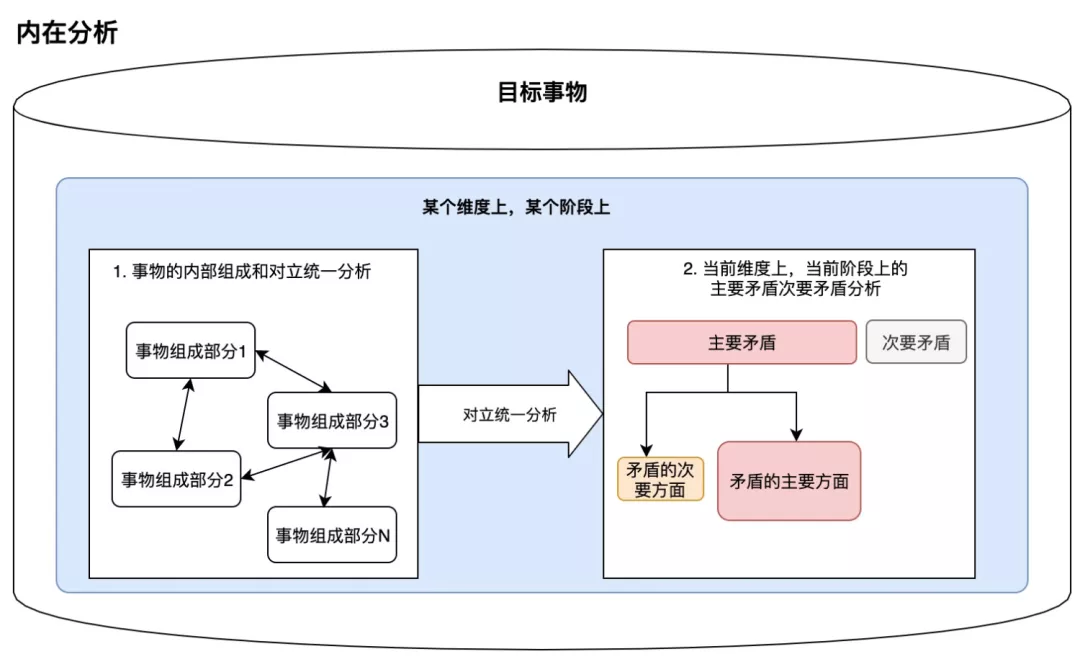 内在分析
目标事物
某个维度上，某个阶段上
1. 事物的内部组成和对立统一分析
事物组成部分1
事物组成部分3
事物组成部分2
事物组成部分N
对立统一分析
2. 当前维度上，当前阶段上的
主要矛盾次要矛盾分析
主要矛盾
次要矛盾
矛盾的次
要方面
矛盾的主要方面